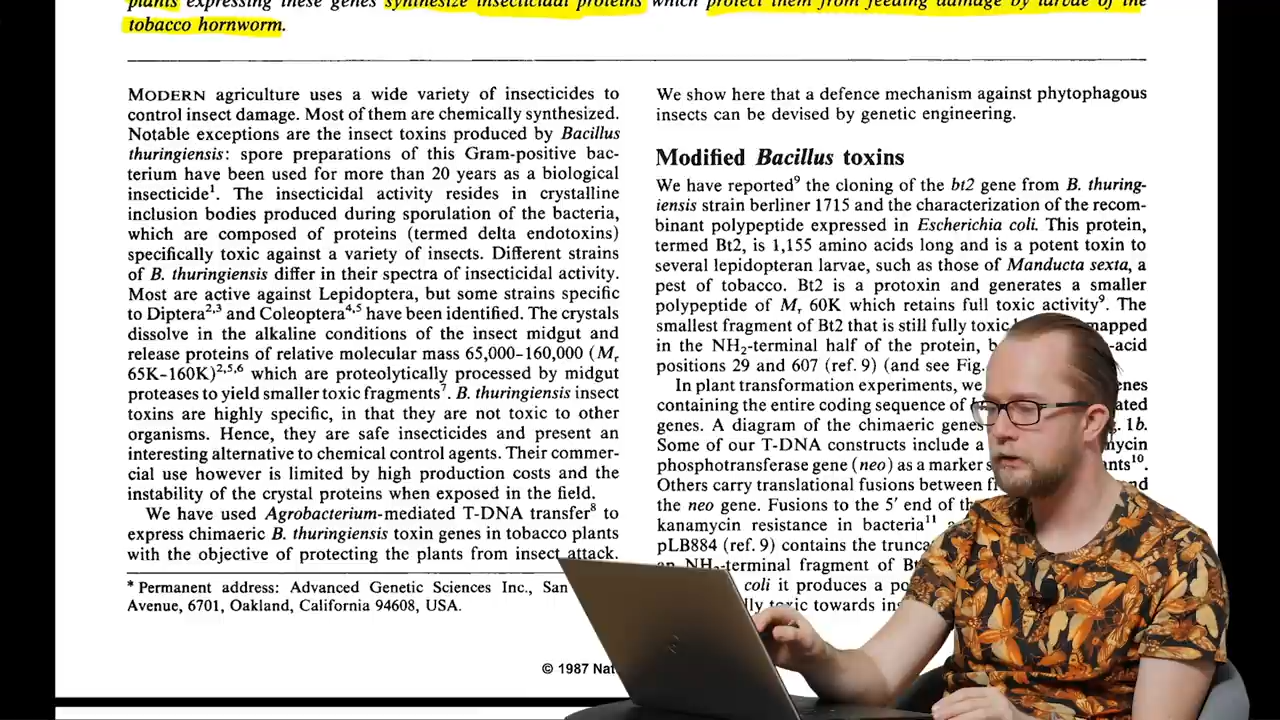 plants expressing these genes synthesize insecticidal proteins which protect them from feeding damage by larvae of the
tobacco hornworm.
MODERN agriculture uses a wide variety of insecticides to
control insect damage. Most of them are chemically synthesized.
Notable exceptions are the insect toxins produced by Bacillus
thuringiensis: spore preparations of this Gram-positive bac-
terium have been used for more than 20 years as a biological
insecticide¹. The insecticidal activity resides in crystalline
inclusion bodies produced during sporulation of the bacteria,
which are composed of proteins (termed delta endotoxins)
specifically toxic against a variety of insects. Different strains
of B. thuringiensis differ in their spectra of insecticidal activity.
Most are active against Lepidoptera, but some strains specific
to Diptera²,³ and Coleoptera⁴,⁵ have been identified. The crystals
dissolve in the alkaline conditions of the insect midgut and
release proteins of relative molecular mass 65,000-160,000 (Mr
65K-160K)²,⁵,⁶ which are proteolytically processed by midgut
proteases to yield smaller toxic fragments⁷. B. thuringiensis insect
toxins are highly specific, in that they are not toxic to other
organisms. Hence, they are safe insecticides and present an
interesting alternative to chemical control agents. Their commer-
cial use however is limited by high production costs and the
instability of the crystal proteins when exposed in the field.
We have used Agrobacterium-mediated T-DNA transfer⁸ to
express chimaeric B. thuringiensis toxin genes in tobacco plants
with the objective of protecting the plants from insect attack.
* Permanent address: Advanced Genetic Sciences Inc., San
Avenue, 6701, Oakland, California 94608, USA.
We show here that a defence mechanism against phytophagous
insects can be devised by genetic engineering.
Modified Bacillus toxins
We have reported⁹ the cloning of the bt2 gene from B. thuring-
iensis strain berliner 1715 and the characterization of the recom-
binant polypeptide expressed in Escherichia coli. This protein,
termed Bt2, is 1,155 amino acids long and is a potent toxin to
several lepidopteran larvae, such as those of Manducta sexta, a
pest of tobacco. Bt2 is a protoxin and generates a smaller
polypeptide of Mr 60K which retains full toxic activity⁹. The
smallest fragment of Bt2 that is still fully toxic mapped
in the NH₂-terminal half of the protein, -acid
positions 29 and 607 (ref. 9) (and see Fig.
In plant transformation experiments, we
containing the entire coding sequence of
genes. A diagram of the chimaeric genes 1b.
Some of our T-DNA constructs include a
phosphotransferase gene (neo) as a marker
Others carry translational fusions between
the neo gene. Fusions to the 5′ end of the
kanamycin resistance in bacteria¹¹
pLB884 (ref. 9) contains the
an NH₂-terminal fragment of
coli it produces a
toxic towards
© 1987